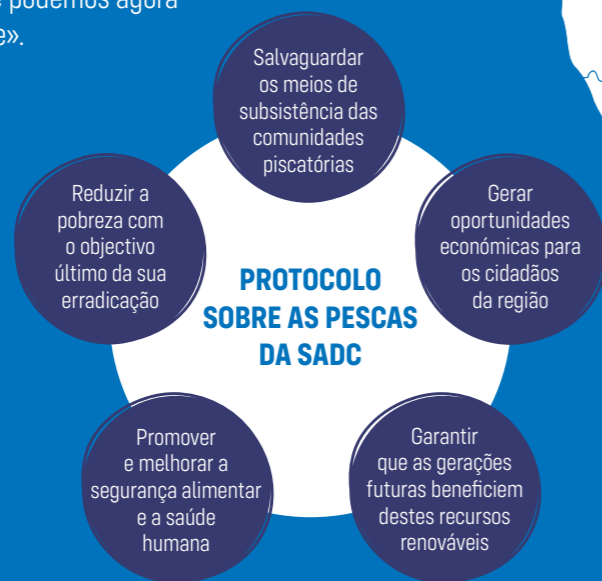 podemos agora
e».
Salvaguardar
os meios de
subsistência das
comunidades
piscatórias
Reduzir a
pobreza com
o objectivo
último da sua
erradicação
Gerar
oportunidades
económicas para
os cidadãos
da região
PROTOCOLO
SOBRE AS PESCAS
DA SADC
Promover
e melhorar a
segurança alimentar
e a saúde
humana
Garantir
que as gerações
futuras beneficiem
destes recursos
renováveis